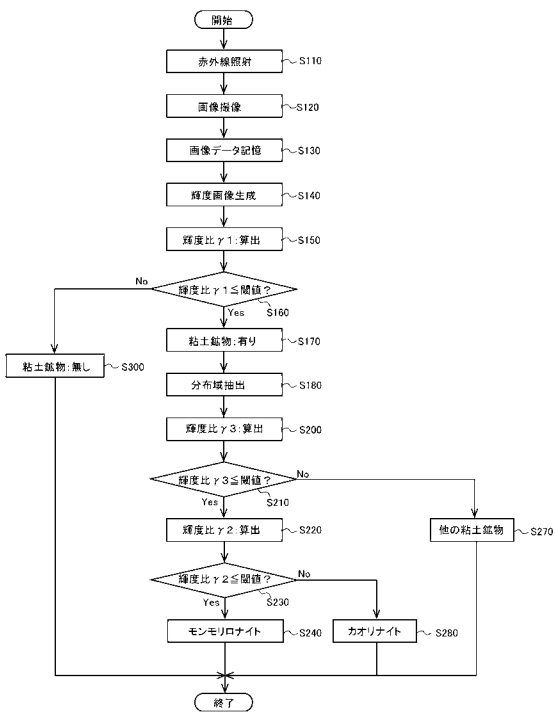 開始
赤外線照射
S110
画像撮像
S120
画像データ記憶
S130
輝度画像生成
S140
輝度比γ1:算出
S150
No
輝度比γ1≦閾値?
S160
Yes
粘土鉱物:有り
S170
粘土鉱物:無し
S300
分布域抽出
S180
輝度比γ3:算出
S200
輝度比γ3≦閾値?
No
S210
Yes
輝度比γ2:算出
S220
他の粘土鉱物
S270
輝度比γ2≦閾値?
No
S230
Yes
モンモリロナイト
S240
カオリナイト
S280
終了